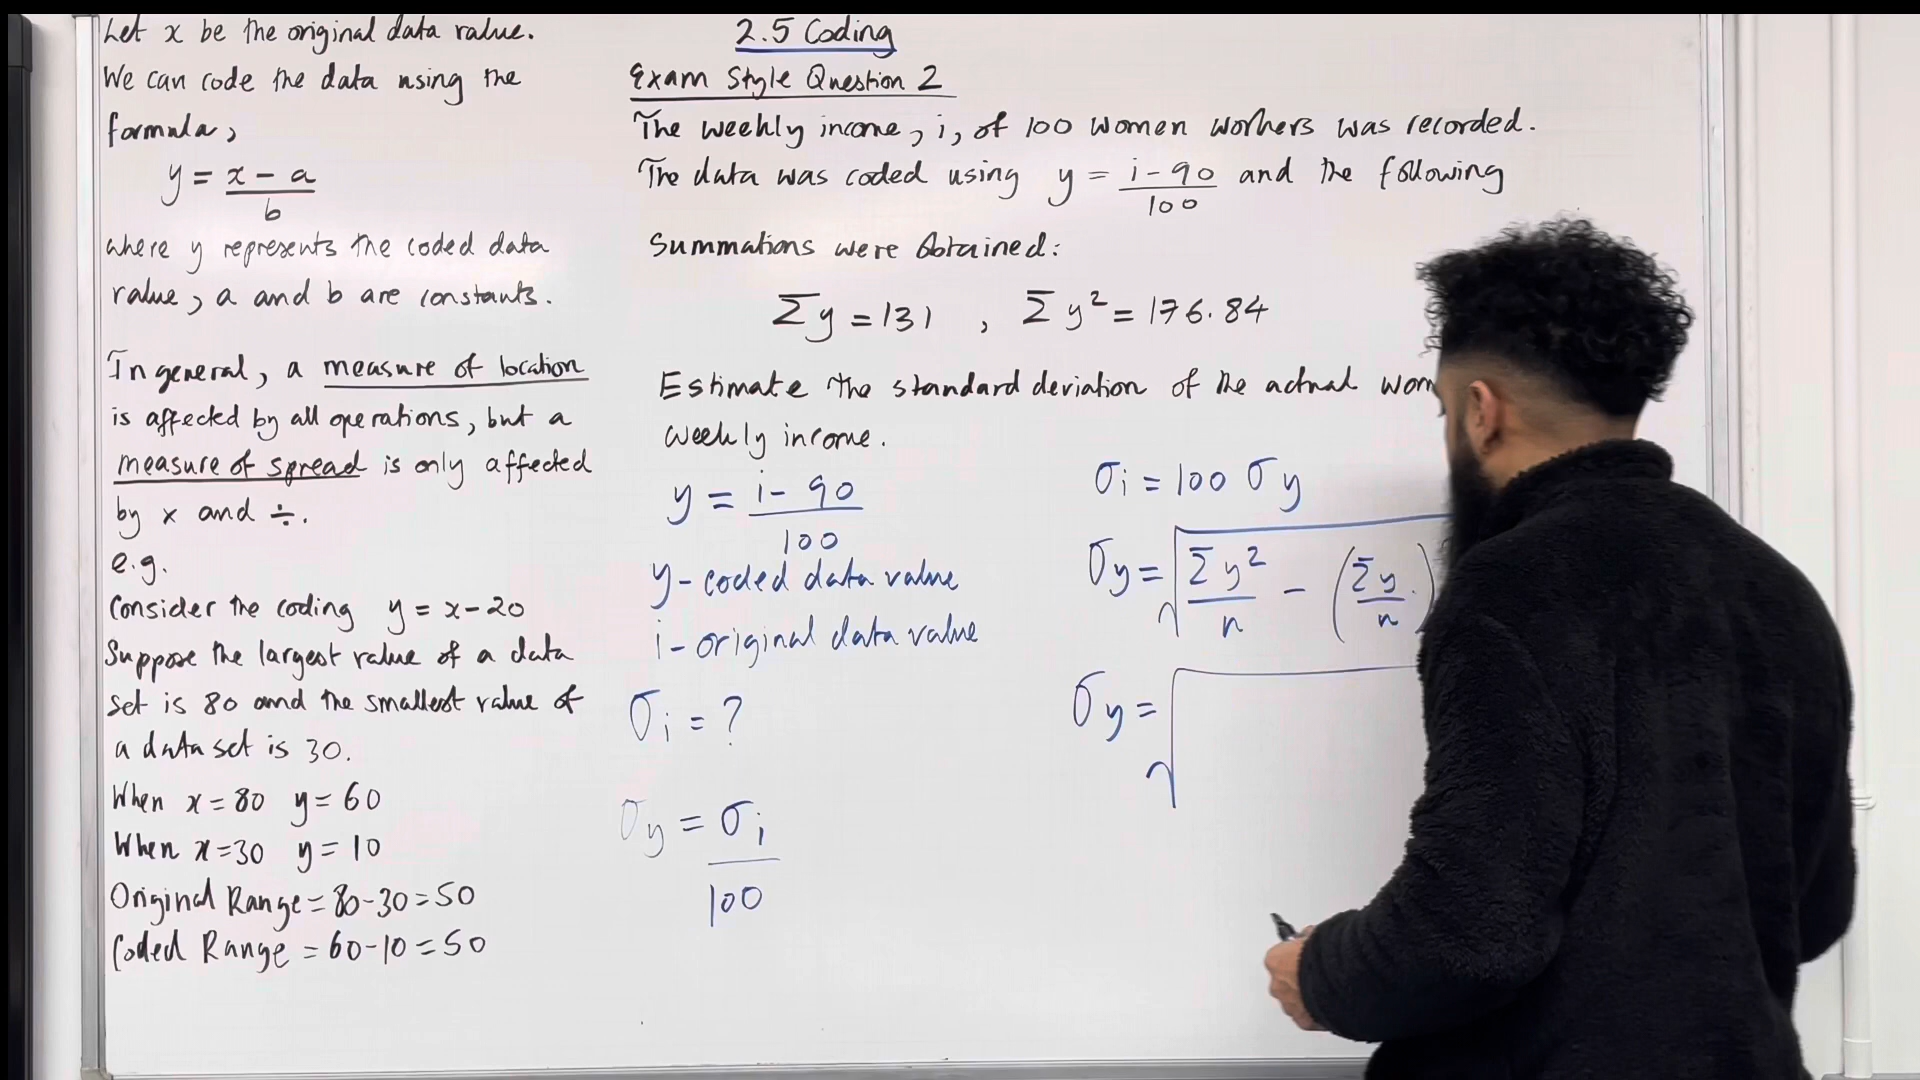 Let x be the original data value.
We can code the data using the
formula,
y = x - a
b
where y represents the coded data
value, a and b are constants.
In general, a measure of location
is affected by all operations, but a
measure of spread is only affected
by × and ÷.
e.g.
Consider the coding y = x - 20
Suppose the largest value of a data
set is 80 and the smallest value of
a data set is 30.
When x = 80 y = 60
When x = 30 y = 10
Original Range = 80 - 30 = 50
Coded Range = 60 - 10 = 50
2.5 Coding
Exam Style Question 2
The weekly income, i, of 100 women workers was recorded.
The data was coded using y = i - 90 and the following
100
Summations were obtained:
Σy = 131 , Σy² = 176.84
Estimate the standard deviation of the actual
weekly income.
y = i - 90
100
y - coded data value
i - original data value
σi = ?
σy = σi
100
σi = 100 σy
σy = √ Σy² - (Σy)
n n
σy = √